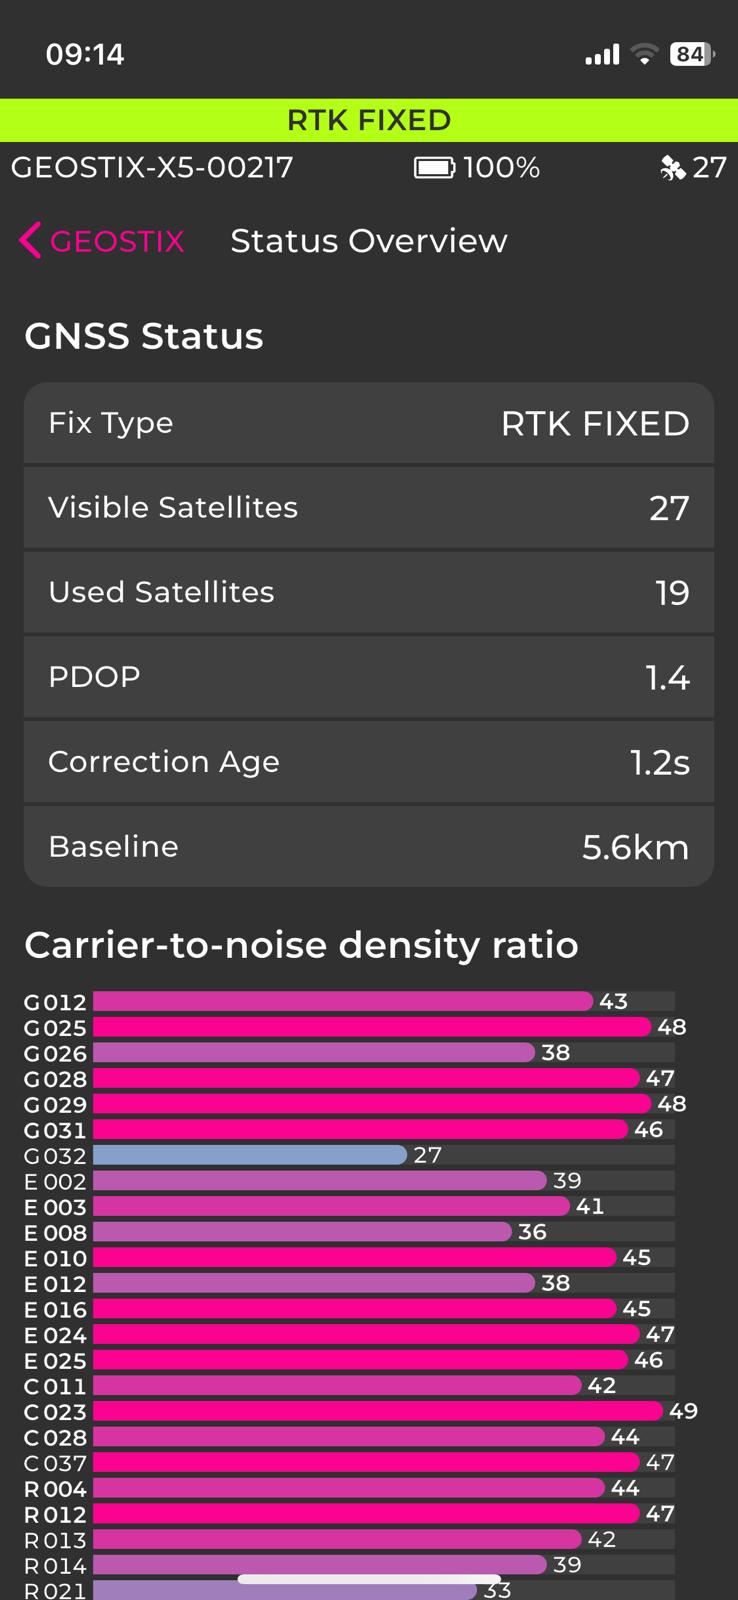 09:14
84
RTK FIXED
GEOSTIX-X5-00217 100% 27
GEOSTIX Status Overview
GNSS Status
Fix Type RTK FIXED
Visible Satellites 27
Used Satellites 19
PDOP 1.4
Correction Age 1.2s
Baseline 5.6km
Carrier-to-noise density ratio
G 012 43
G 025 48
G 026 38
G 028 47
G 029 48
G 031 46
G 032 27
E 002 39
E 003 41
E 008 36
E 010 45
E 012 38
E 016 45
E 024 47
E 025 46
C 011 42
C 023 49
C 028 44
C 037 47
R 004 44
R 012 47
R 013 42
R 014 39
R 021 33